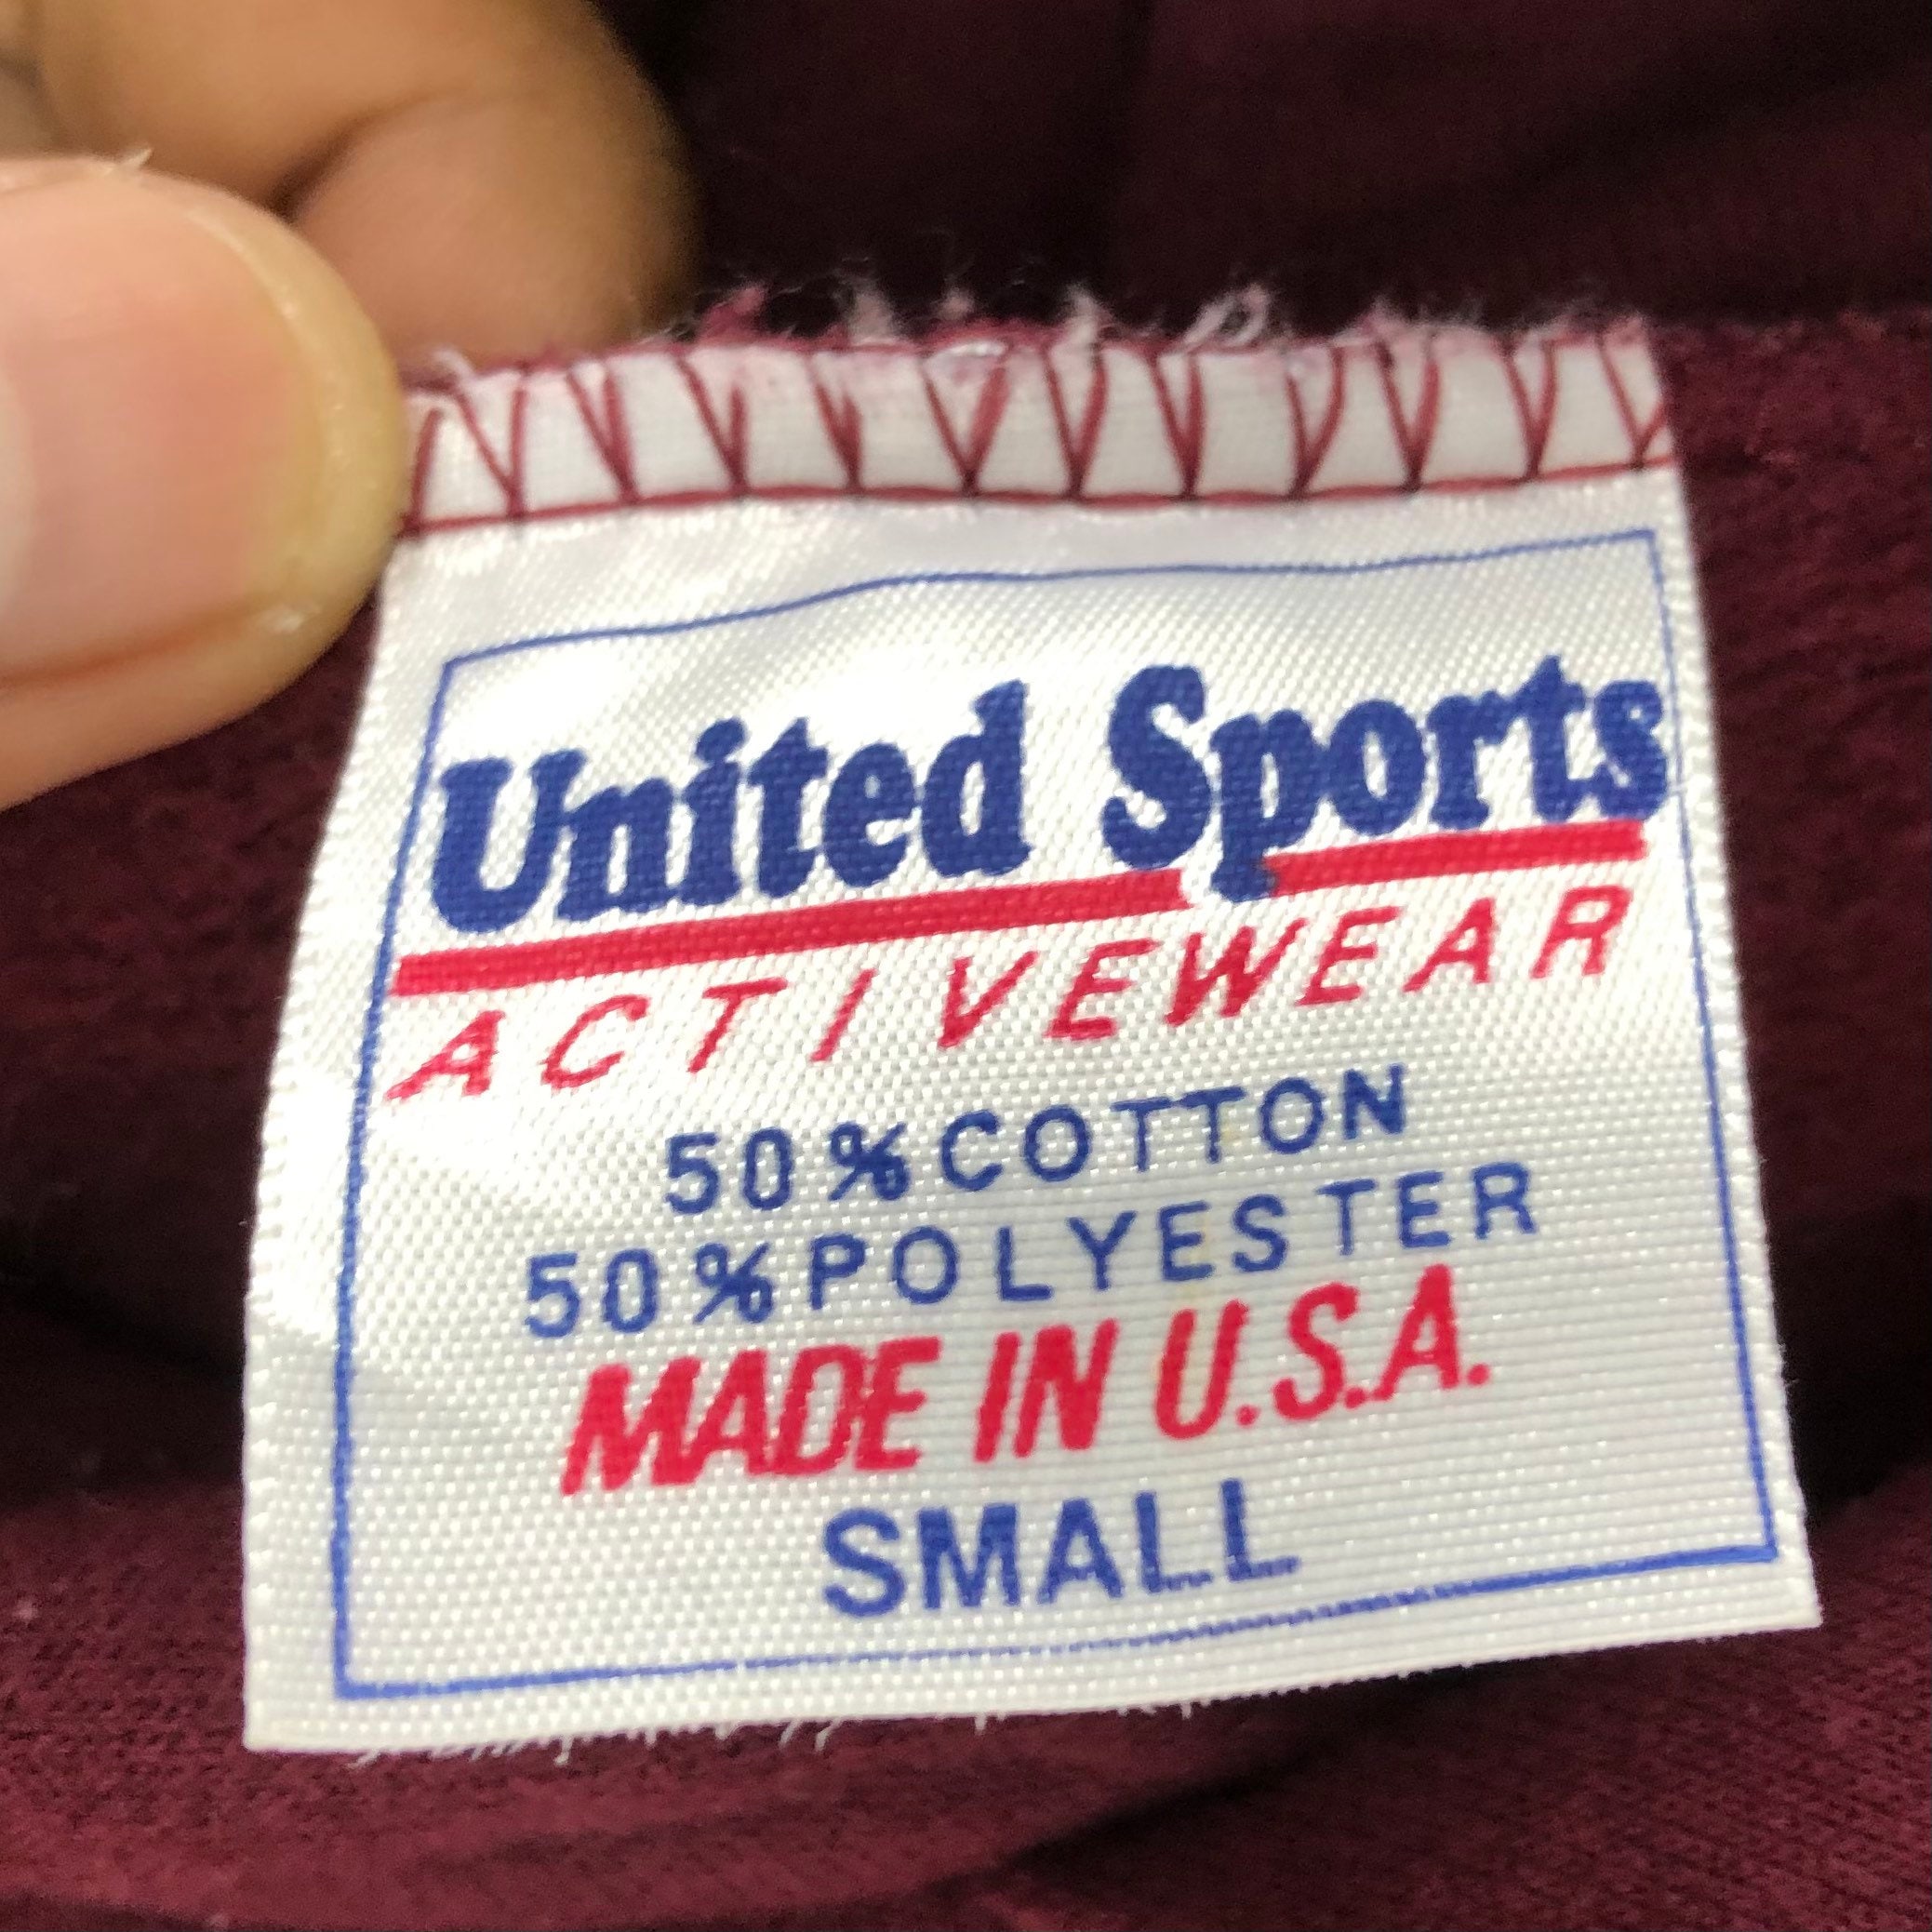 United Sports
ACTIVEWEAR
50% COTTON
50% POLYESTER
MADE IN U.S.A.
SMALL